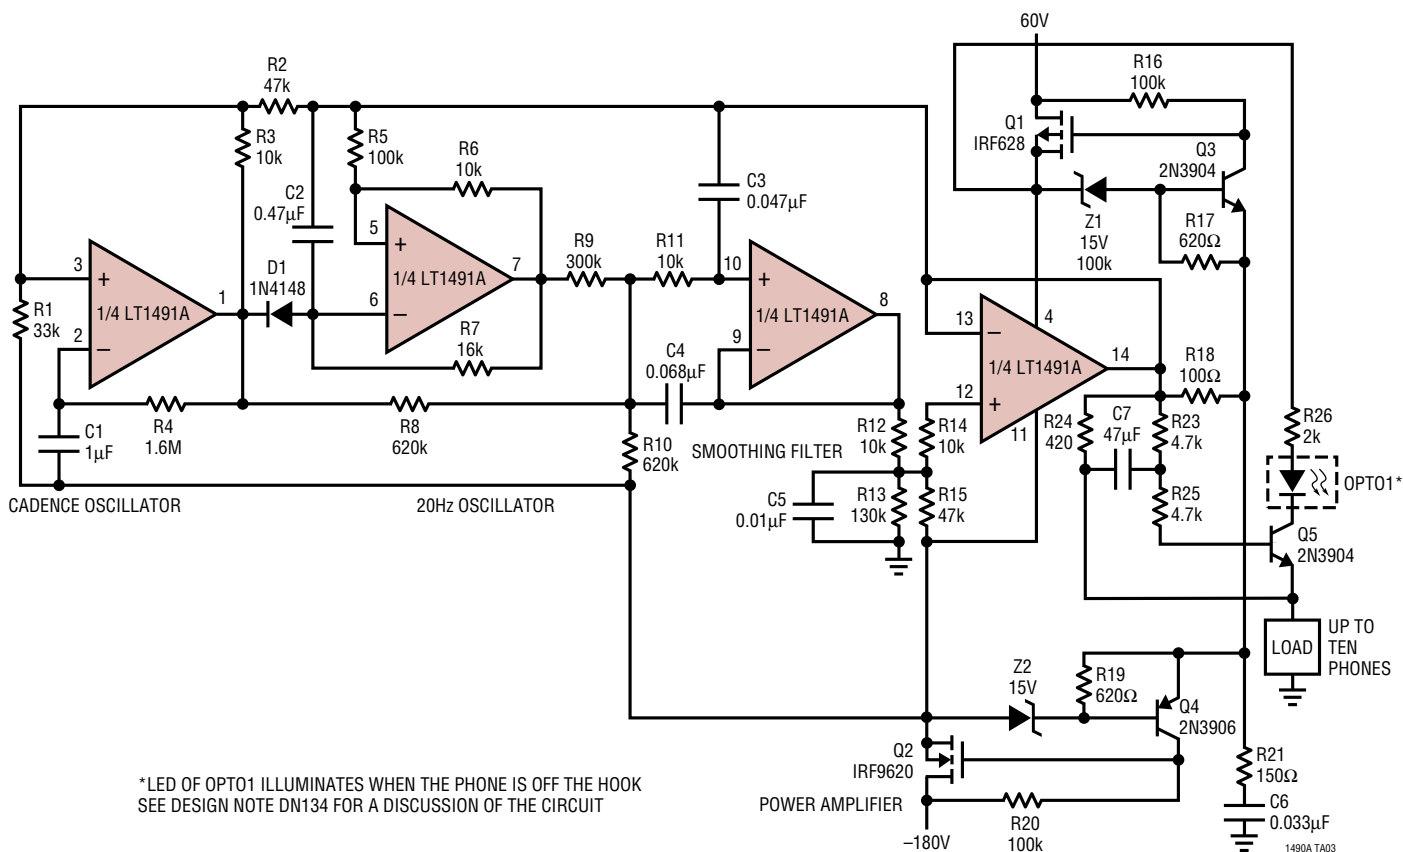 60V
R2
47k
R16
100k
R3
10k
R5
100k
R6
10k
Q1
IRF628
Q3
2N3904
C2
0.47µF
C3
0.047µF
Z1
15V
100k
R17
620Ω
5
+
1/4 LT1491A
7
6
–
R9
300k
R11
10k
D1
1N4148
3
+
1/4 LT1491A
1
2
–
10
+
1/4 LT1491A
8
9
–
R1
33k
R7
16k
13
–
4
1/4 LT1491A
14
12
+
11
R18
100Ω
C4
0.068µF
R4
1.6M
R8
620k
R10
620k
C1
1µF
SMOOTHING FILTER
R12
10k
R14
10k
R24
420
C7
47µF
R23
4.7k
R26
2k
OPTO1*
C5
0.01µF
R13
130k
R15
47k
R25
4.7k
Q5
2N3904
CADENCE OSCILLATOR
20Hz OSCILLATOR
LOAD
UP TO
TEN
PHONES
Z2
15V
R19
620Ω
Q4
2N3906
Q2
IRF9620
R21
150Ω
*LED OF OPTO1 ILLUMINATES WHEN THE PHONE IS OFF THE HOOK
SEE DESIGN NOTE DN134 FOR A DISCUSSION OF THE CIRCUIT
POWER AMPLIFIER
R20
100k
C6
0.033µF
–180V
1490A TA03